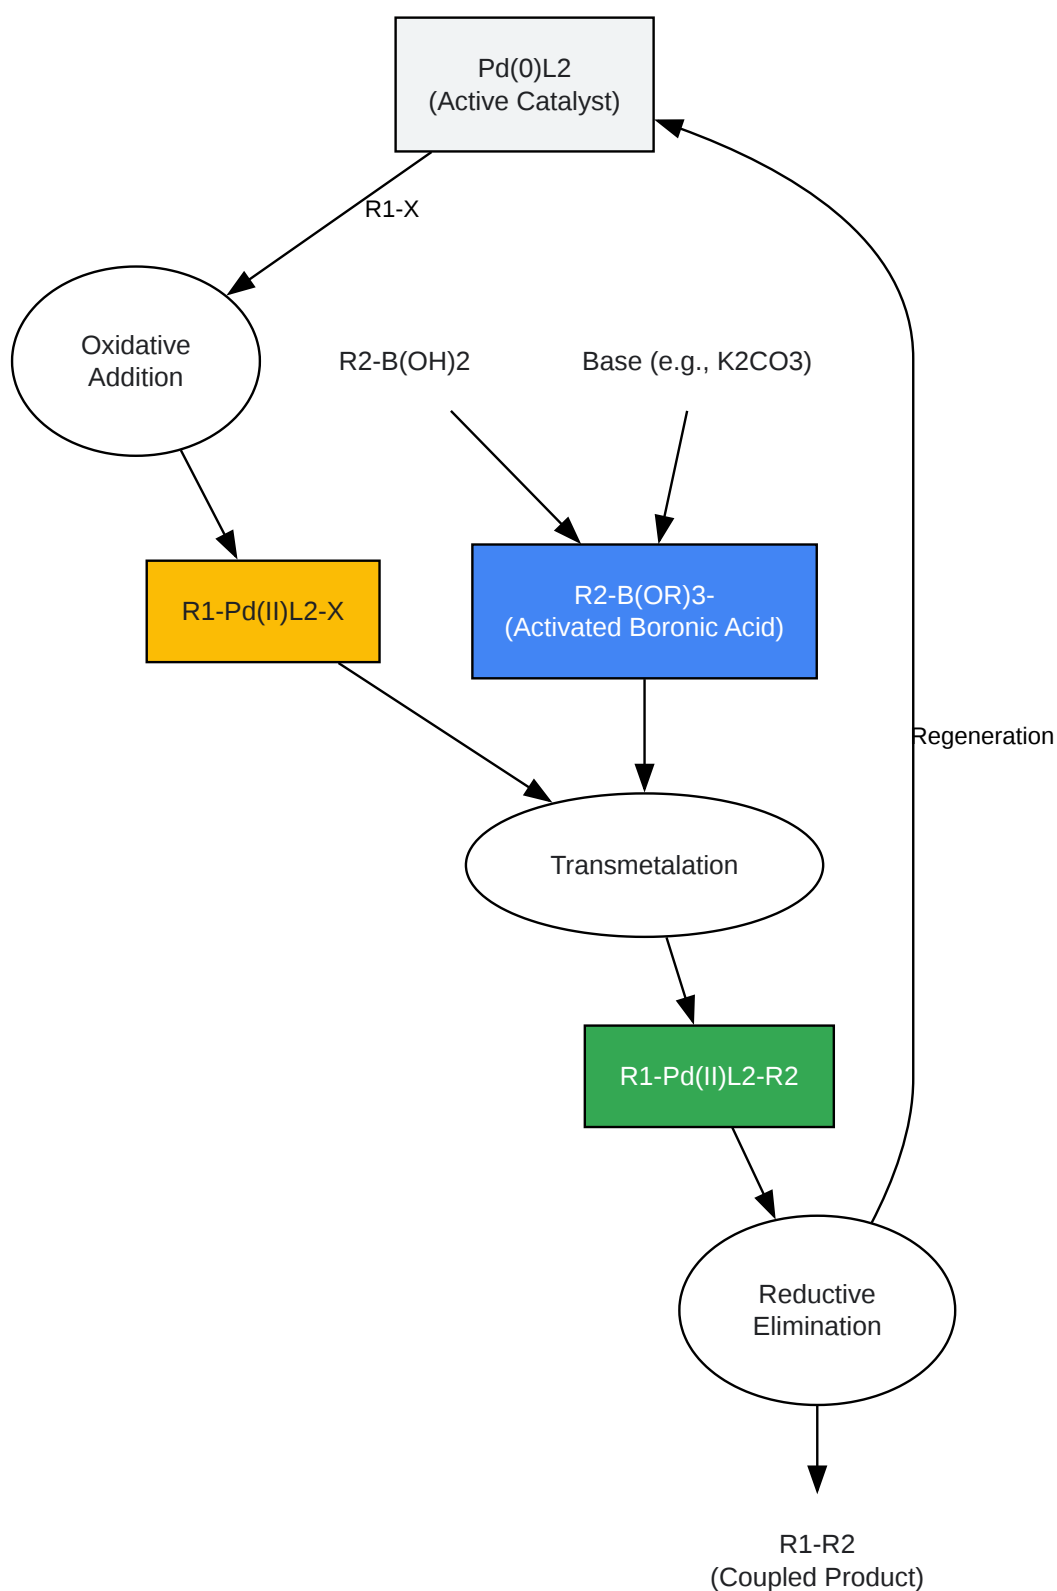 Pd(0)L2
(Active Catalyst)
R1-X
Oxidative
Addition
R2-B(OH)2
Base (e.g., K2CO3)
R1-Pd(II)L2-X
R2-B(OR)3-
(Activated Boronic Acid)
Regeneration
Transmetalation
R1-Pd(II)L2-R2
Reductive
Elimination
R1-R2
(Coupled Product)